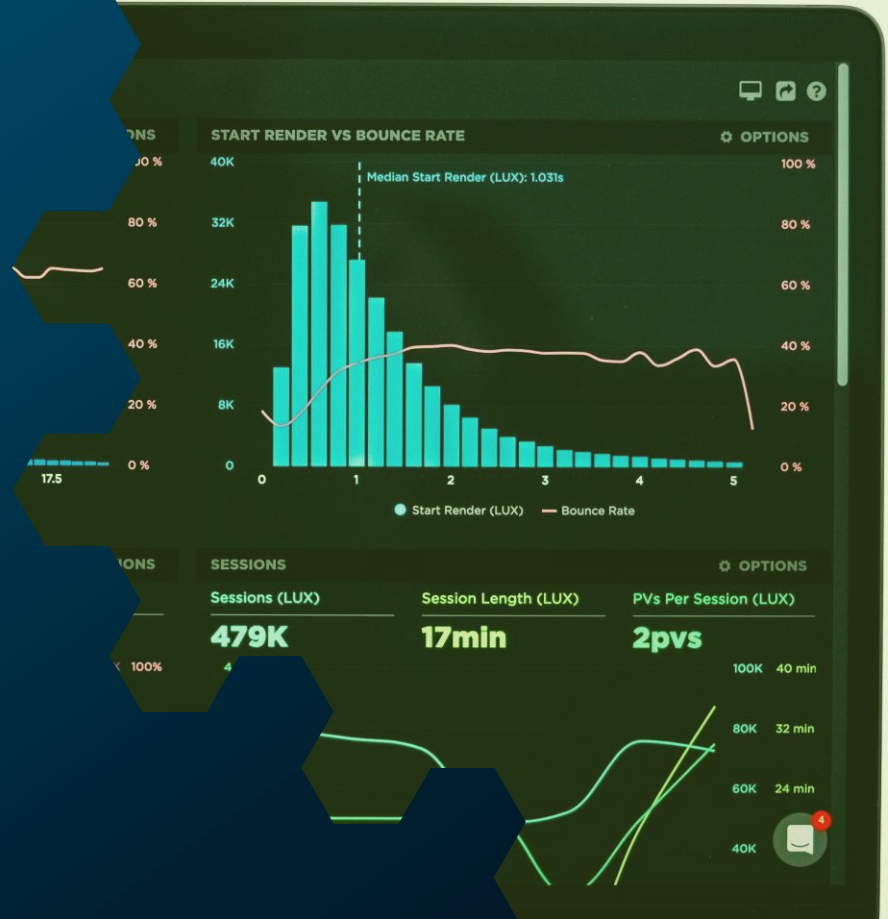 START RENDER VS BOUNCE RATE
OPTIONS
40K
100 %
Median Start Render (LUX): 1.031s
32K
80 %
80 %
24K
60 %
60 %
16K
40 %
40 %
8K
20 %
20 %
0
0 %
0 %
17.5
0 1 2 3 4 5
Start Render (LUX) Bounce Rate
SESSIONS
OPTIONS
Sessions (LUX) Session Length (LUX) PVs Per Session (LUX)
479K 17min 2pvs
100%
4
100K 40 min
80K 32 min
60K 24 min
4
40K